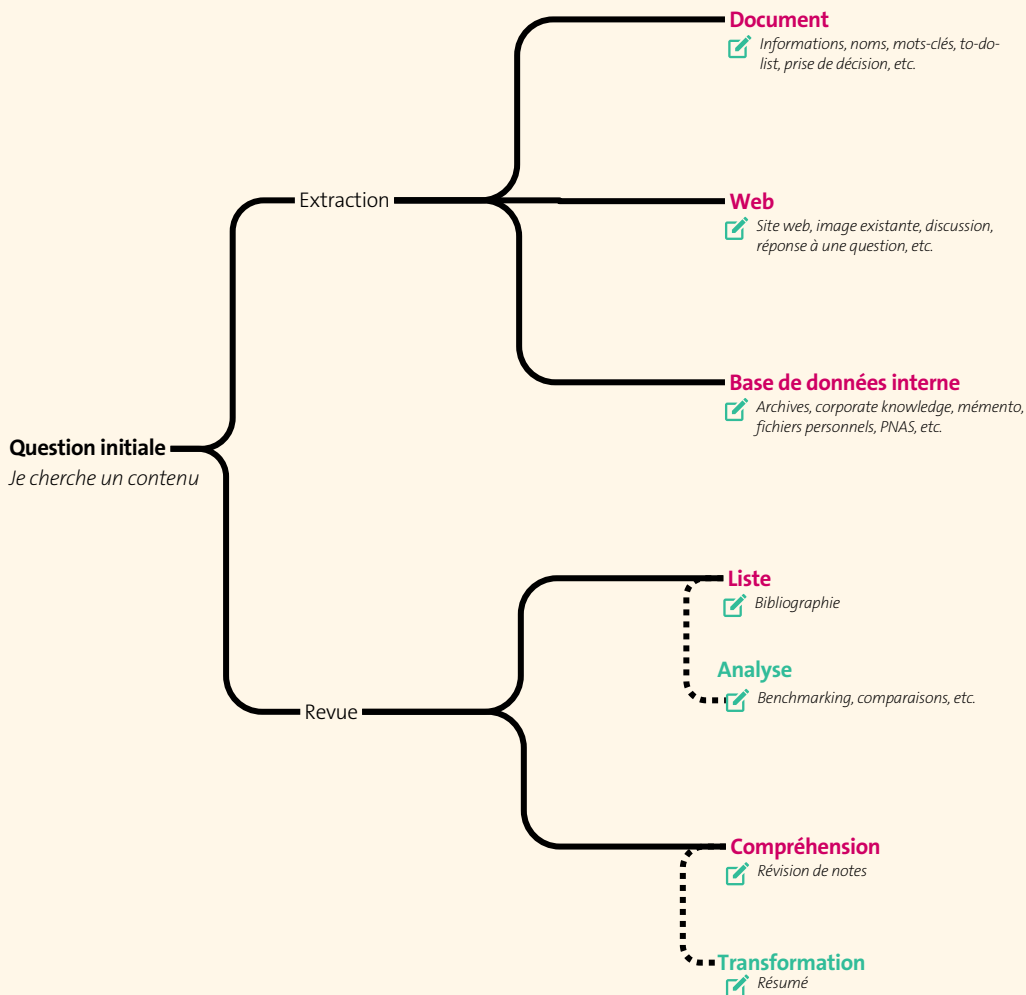 Document
Informations, noms, mots-clés, to-do-
list, prise de décision, etc.
Extraction
Web
Site web, image existante, discussion,
réponse à une question, etc.
Base de données interne
Archives, corporate knowledge, mémento,
fichiers personnels, PNAS, etc.
Question initiale
Je cherche un contenu
Liste
Bibliographie
Analyse
Benchmarking, comparaisons, etc.
Revue
Compréhension
Révision de notes
Transformation
Résumé